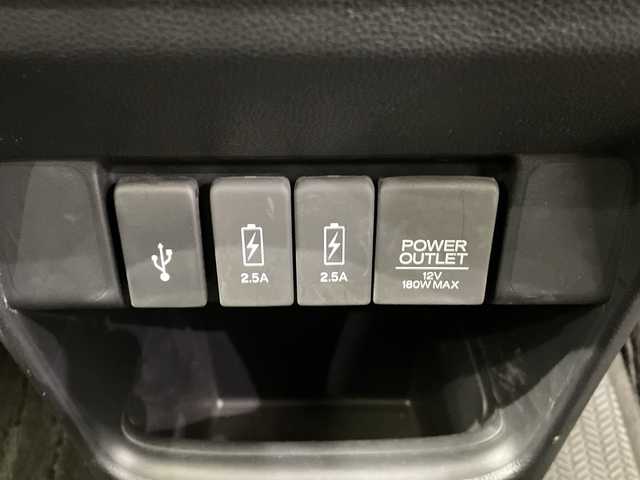 2.5A
2.5A
POWER
OUTLET
12V
180W MAX